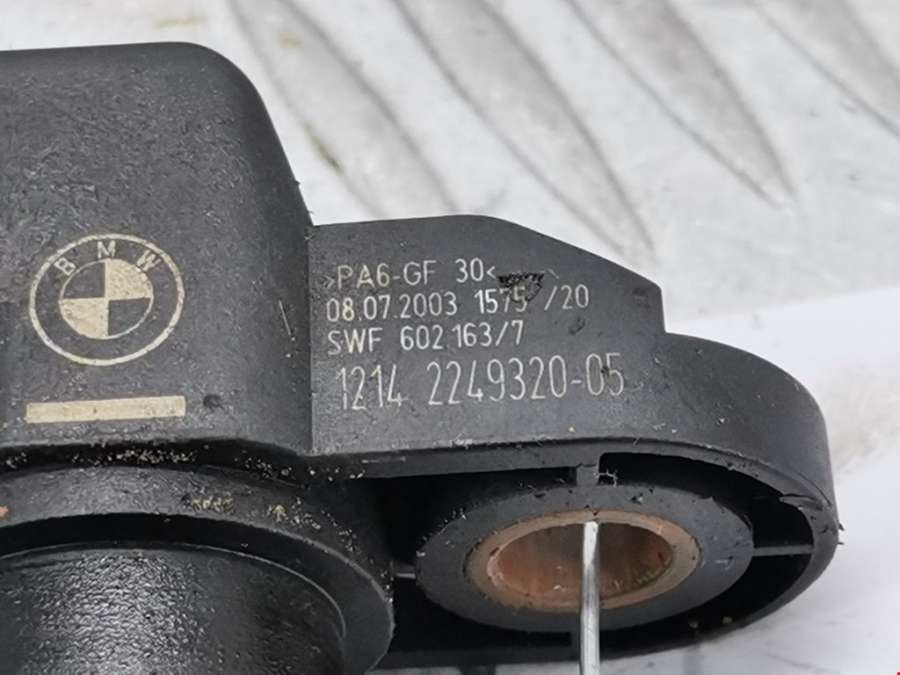 BMW
>PA6-GF 30<
08.07.2003 1575 /20
SWF 602 163/7
1214 2249320-05